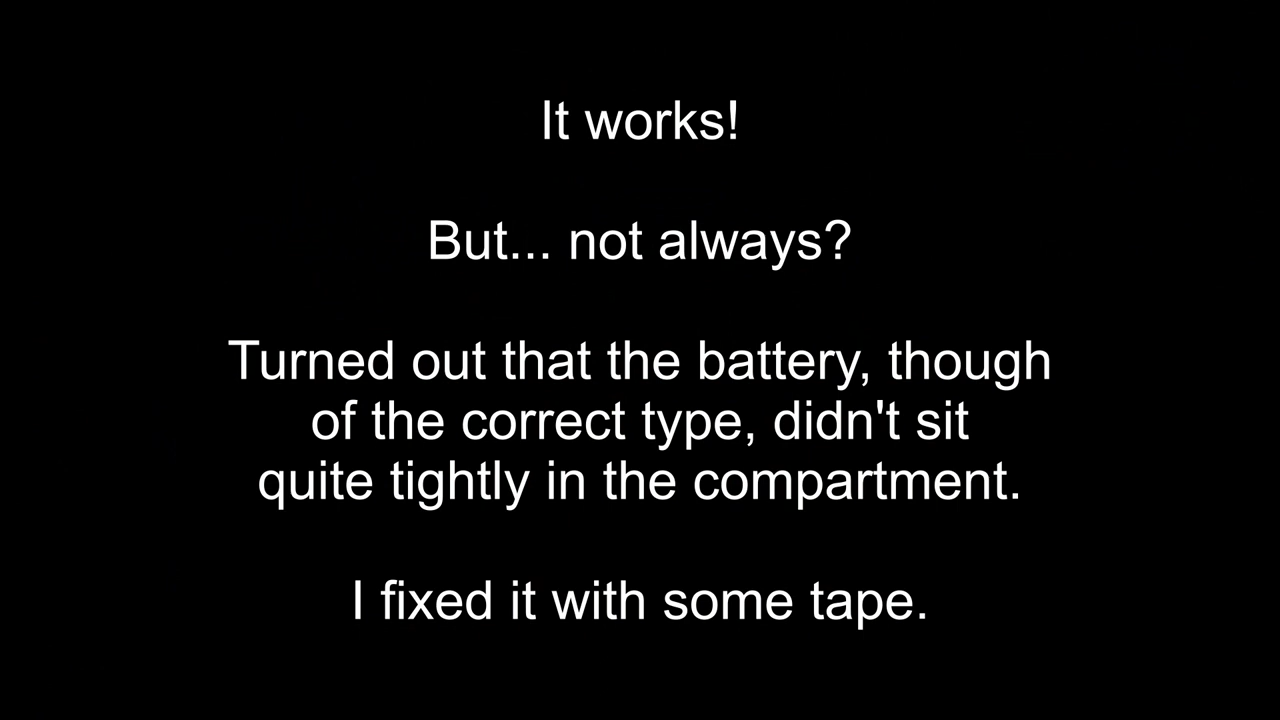 It works!
But... not always?
Turned out that the battery, though
of the correct type, didn't sit
quite tightly in the compartment.
I fixed it with some tape.